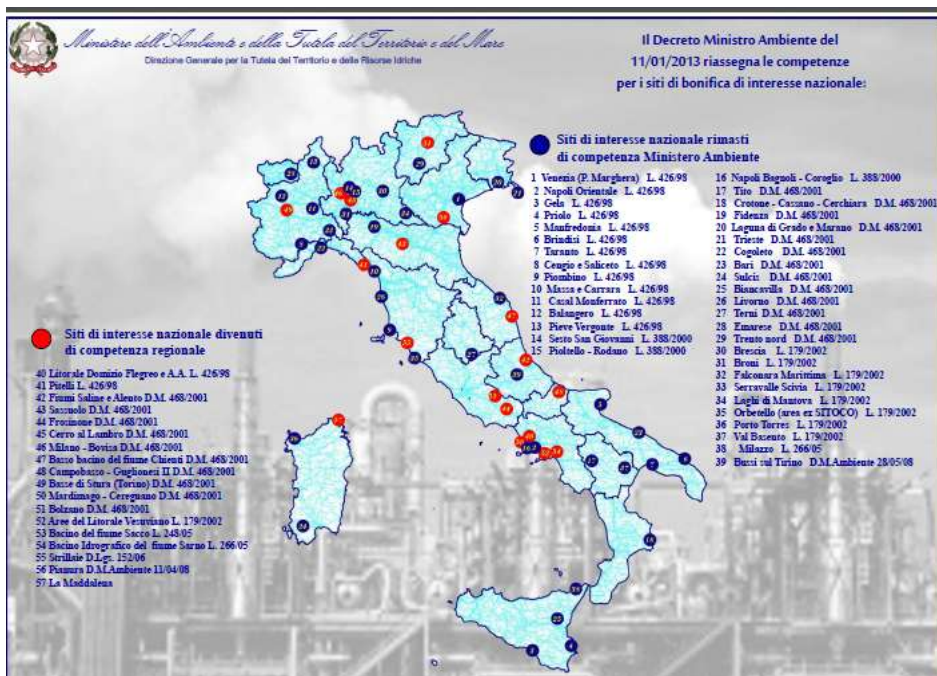 Ministero dell'Ambiente e della Tutela del Territorio e del Mare
Direzione Generale per la Tutela del Territorio e delle Risorse Idriche
Il Decreto Ministro Ambiente del
11/01/2013 riassegna le competenze
per i siti di bonifica di interesse nazionale:
Siti di interesse nazionale rimasti
di competenza Ministero Ambiente
1 Venezia (P. Marghera) L. 426/98
2 Napoli Orientale L. 426/98
3 Gela L. 426/98
4 Priolo L. 426/98
5 Manfredonia L. 426/98
6 Brindisi L. 426/98
7 Taranto L. 426/98
8 Cengio e Saliceto L. 426/98
9 Piombino L. 426/98
10 Massa e Carrara L. 426/98
11 Casal Monferrato L. 426/98
12 Balangero L. 426/98
13 Pieve Vergonte L. 426/98
14 Sesto San Giovanni L. 388/2000
15 Pioltello - Rodano L. 388/2000
16 Napoli Bagnoli - Coroglio L. 388/2000
17 Tito D.M. 468/2001
18 Crotone - Cassano - Cerchiara D.M. 468/2001
19 Fidenza D.M. 468/2001
20 Laguna di Grado e Marano D.M. 468/2001
21 Trieste D.M. 468/2001
22 Cogoleto D.M. 468/2001
23 Bari D.M. 468/2001
24 Sulcis D.M. 468/2001
25 Biancavilla D.M. 468/2001
26 Livorno D.M. 468/2001
27 Terni D.M. 468/2001
28 Emarese D.M. 468/2001
29 Trento nord D.M. 468/2001
30 Brescia L. 179/2002
31 Broni L. 179/2002
32 Falconara Marittima L. 179/2002
33 Serravalle Scivia L. 179/2002
34 Laghi di Mantova L. 179/2002
35 Orbetello (area ex SITOCO) L. 179/2002
36 Porto Torres L. 179/2002
37 Val Basento L. 179/2002
38 Milazzo L. 266/05
39 Bussi sul Tirino D.M.Ambiente 28/05/08
Siti di interesse nazionale divenuti
di competenza regionale
40 Litorale Domizio Flegreo e A.A. L. 426/98
41 Pitelli L. 426/98
42 Fiumi Saline e Alento D.M. 468/2001
43 Sassuolo D.M. 468/2001
44 Frosinone D.M. 468/2001
45 Cerro al Lambro D.M. 468/2001
46 Milano - Bovisa D.M. 468/2001
47 Basso bacino del fiume Chienti D.M. 468/2001
48 Campobasso - Guglionesi II D.M. 468/2001
49 Basse di Stura (Torino) D.M. 468/2001
50 Mardimago - Ceregnano D.M. 468/2001
51 Bolzano D.M. 468/2001
52 Aree del Litorale Vesuviano L. 179/2002
53 Bacino del fiume Sacco L. 248/05
54 Bacino Idrografico del fiume Sarno L. 266/05
55 Strillaie D.Lgs. 152/06
56 Pianura D.M.Ambiente 11/04/08
57 La Maddalena